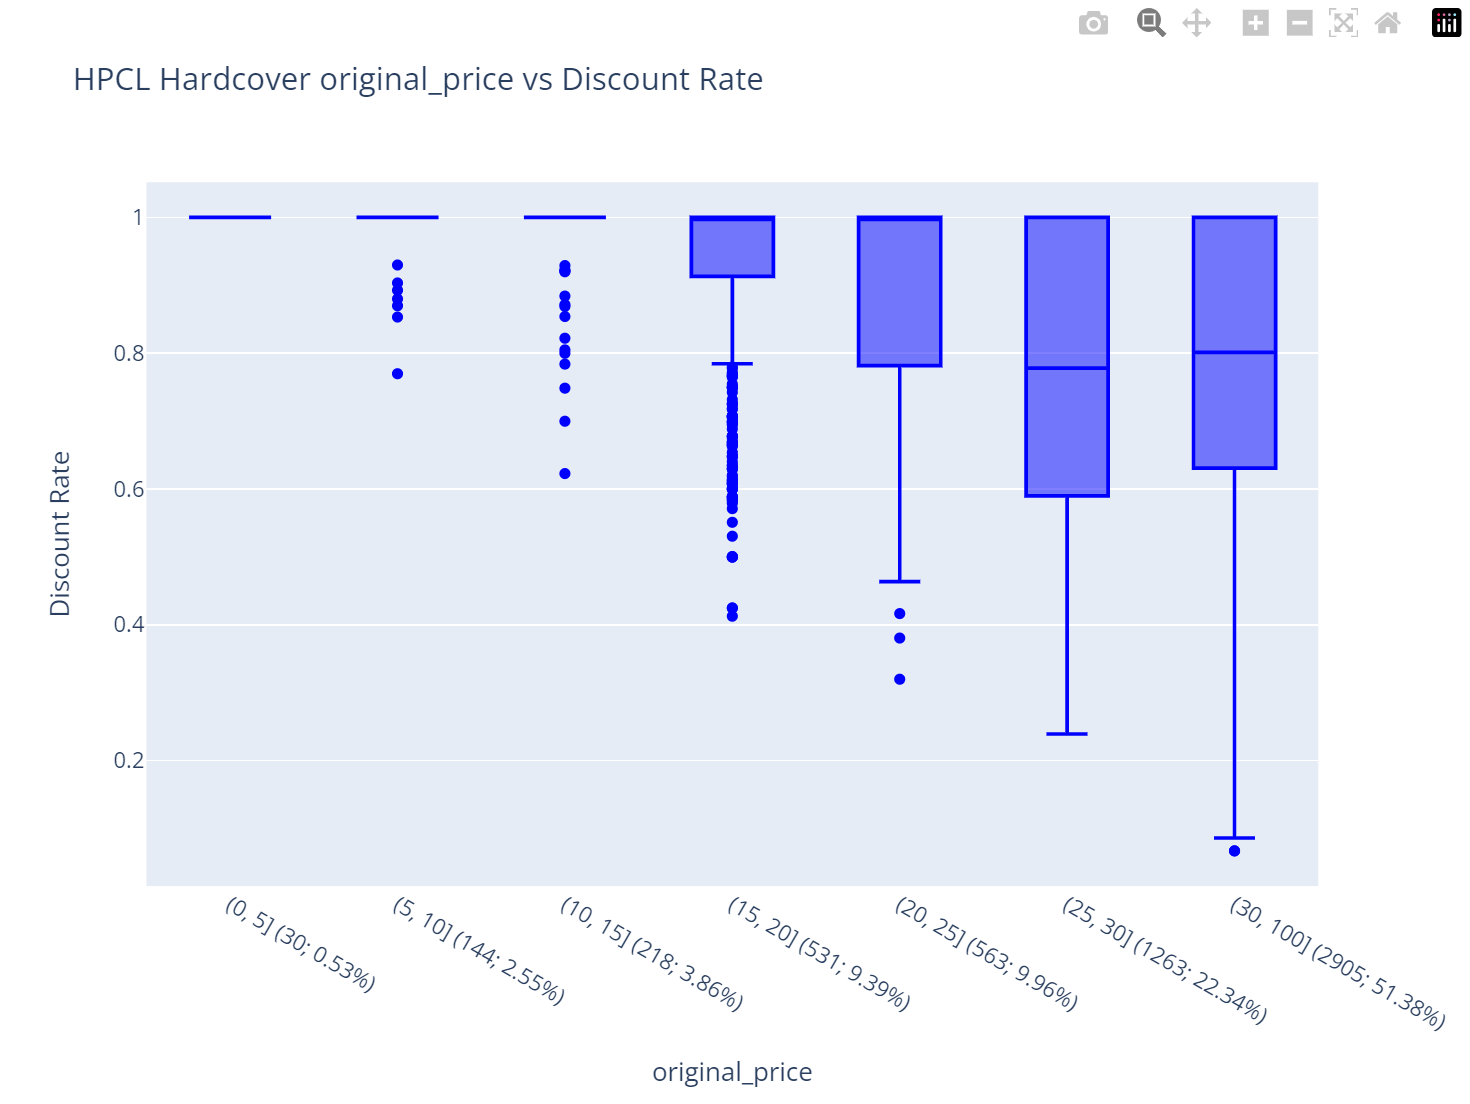 HPCL Hardcover original_price vs Discount Rate
1
0.8
0.6
0.4
0.2
Discount Rate
(0, 5] (30; 0.53%)
(5, 10] (144; 2.55%)
(10, 15] (218; 3.86%)
(15, 20] (531; 9.39%)
(20, 25] (563; 9.96%)
(25, 30] (1263; 22.34%)
(30, 100] (2905; 51.38%)
original_price